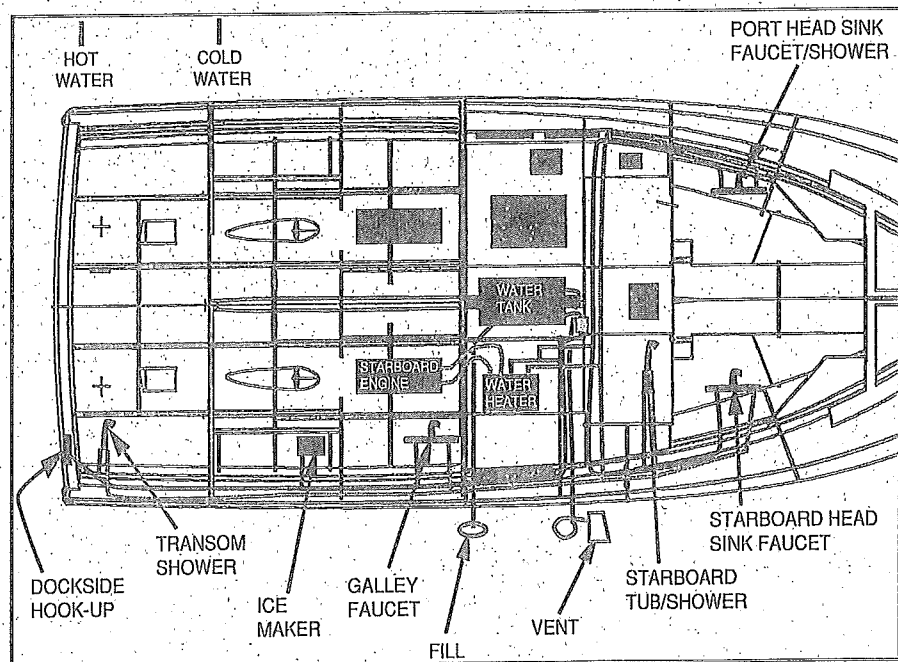 HOT
WATER
COLD
WATER
PORT HEAD SINK
FAUCET/SHOWER
WATER
TANK
STARBOARD
ENGINE
WATER
HEATER
DOCKSIDE
HOOK-UP
TRANSOM
SHOWER
ICE
MAKER
GALLEY
FAUCET
FILL
VENT
STARBOARD
TUB/SHOWER
STARBOARD HEAD
SINK FAUCET